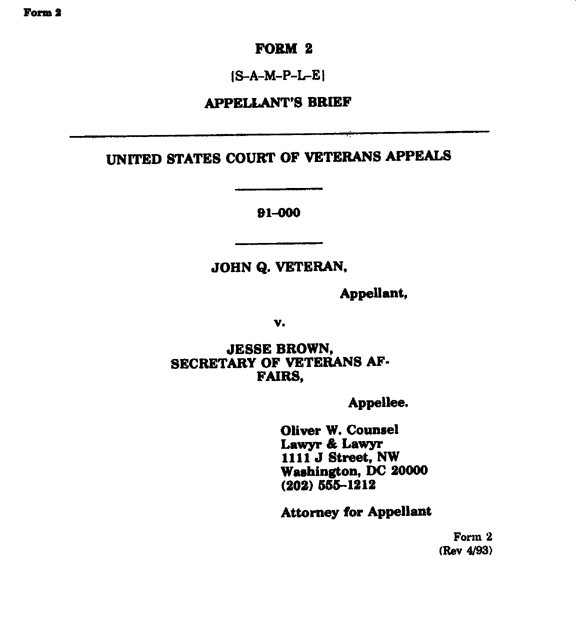 Form 2
FORM 2
[S-A-M-P-L-E]
APPELLANT'S BRIEF
UNITED STATES COURT OF VETERANS APPEALS
91–000
JOHN Q. VETERAN,
Appellant,
v.
JESSE BROWN,
SECRETARY OF VETERANS AF-
FAIRS,
Appellee.
Oliver W. Counsel
Lawyr & Lawyr
1111 J Street, NW
Washington, DC 20000
(202) 555–1212
Attorney for Appellant
Form 2
(Rev 4/93)